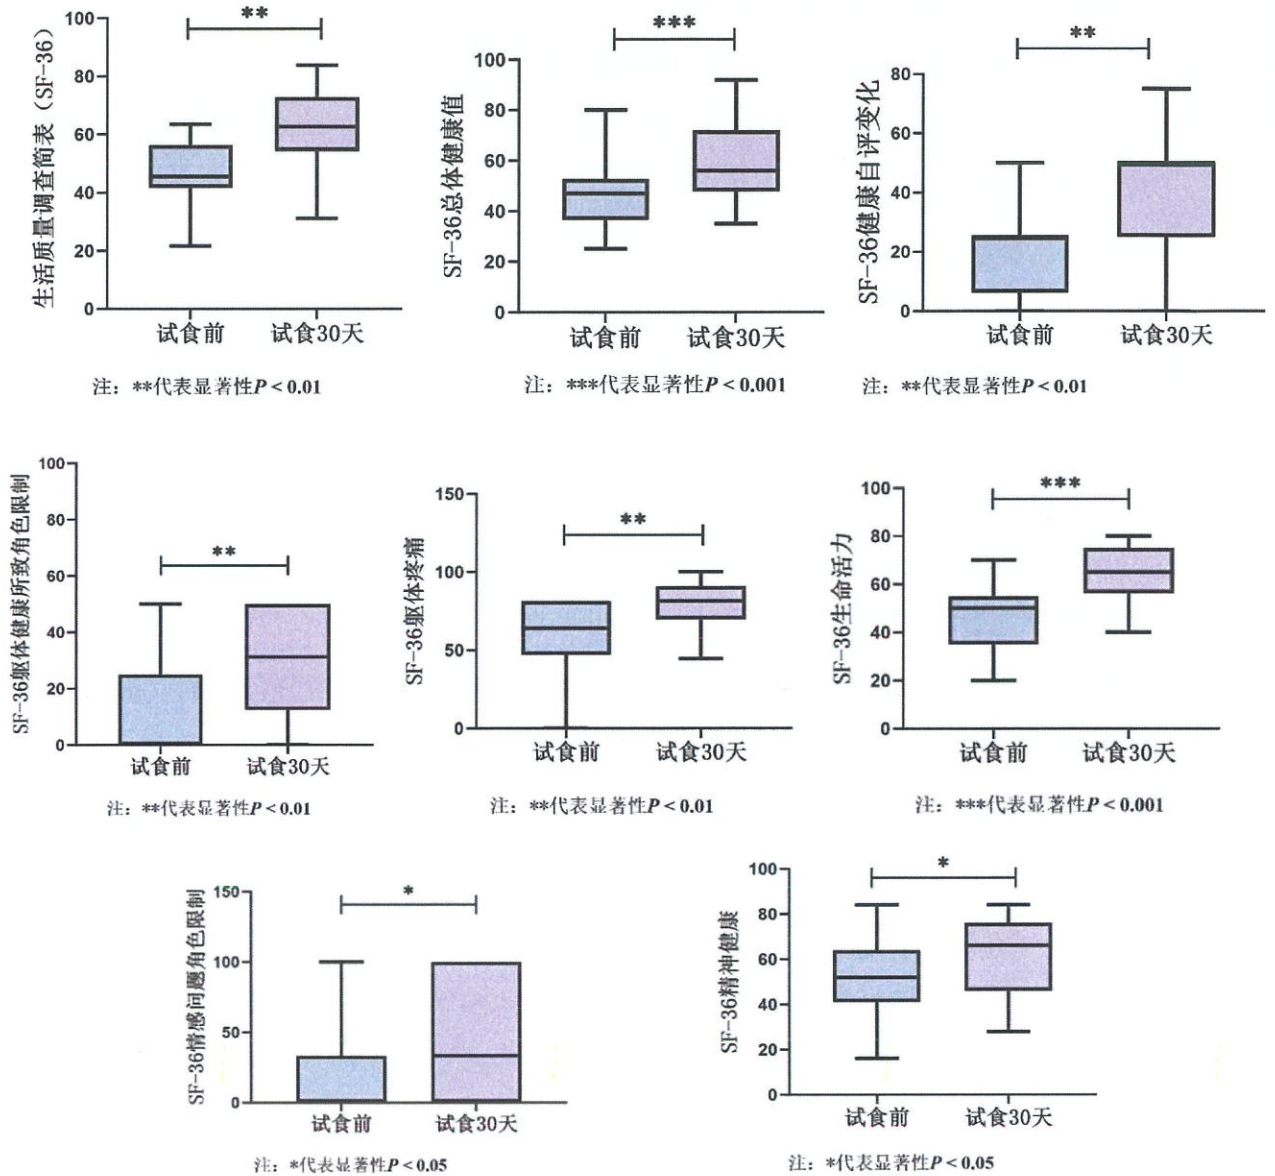 **
生活质量调查简表（SF-36）
100
80
60
40
20
0
试食前
试食30天
注：**代表显著性P < 0.01
***
SF-36总体健康值
100
80
60
40
20
0
试食前
试食30天
注：***代表显著性P < 0.001
**
SF-36健康自评变化
80
60
40
20
0
试食前
试食30天
注：**代表显著性P < 0.01
**
SF-36躯体健康所致角色限制
100
80
60
40
20
0
试食前
试食30天
注：**代表显著性P < 0.01
**
SF-36躯体疼痛
150
100
50
0
试食前
试食30天
注：**代表显著性P < 0.01
***
SF-36生命活力
100
80
60
40
20
0
试食前
试食30天
注：***代表显著性P < 0.001
*
SF-36情感问题角色限制
150
100
50
0
试食前
试食30天
注：*代表显著性P < 0.05
*
SF-36精神健康
100
80
60
40
20
0
试食前
试食30天
注：*代表显著性P < 0.05